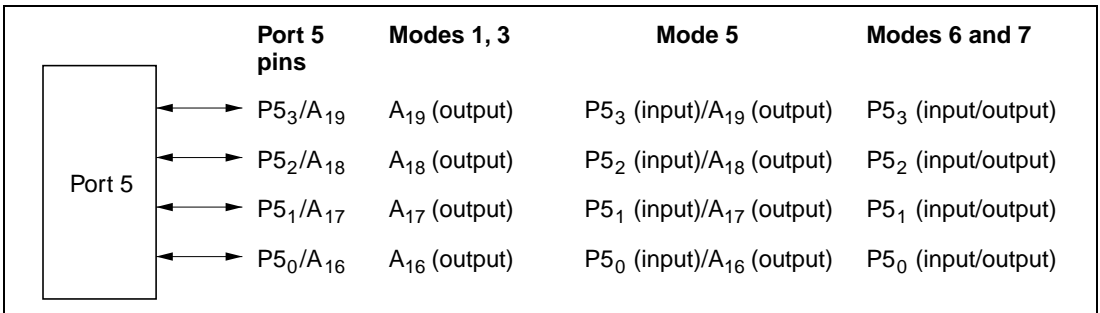 Port 5 pins Modes 1, 3 Mode 5 Modes 6 and 7
P5₃/A₁₉ A₁₉ (output) P5₃ (input)/A₁₉ (output) P5₃ (input/output)
P5₂/A₁₈ A₁₈ (output) P5₂ (input)/A₁₈ (output) P5₂ (input/output)
Port 5
P5₁/A₁₇ A₁₇ (output) P5₁ (input)/A₁₇ (output) P5₁ (input/output)
P5₀/A₁₆ A₁₆ (output) P5₀ (input)/A₁₆ (output) P5₀ (input/output)